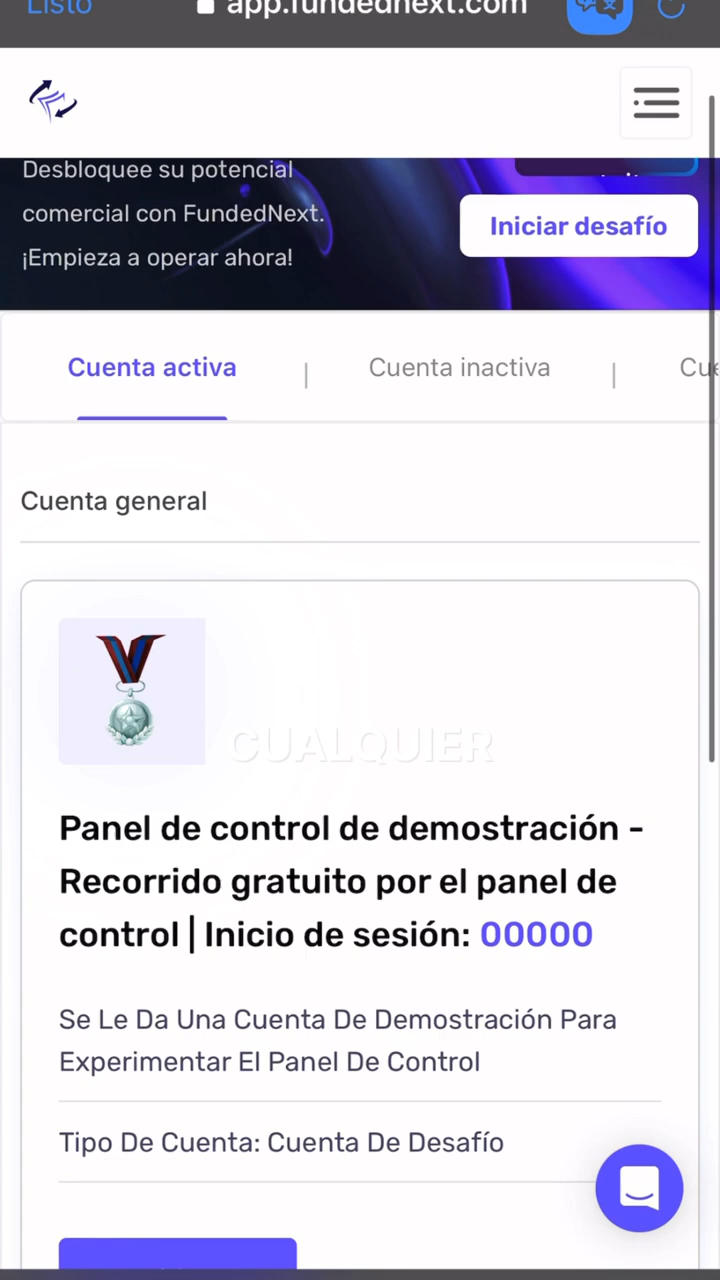 Listo
app.fundednext.com
Desbloquee su potencial
comercial con FundedNext.
¡Empieza a operar ahora!
Iniciar desafío
Cuenta activa
Cuenta inactiva
Cuenta general
CUALQUIER
Panel de control de demostración -
Recorrido gratuito por el panel de
control | Inicio de sesión: 00000
Se Le Da Una Cuenta De Demostración Para
Experimentar El Panel De Control
Tipo De Cuenta: Cuenta De Desafío